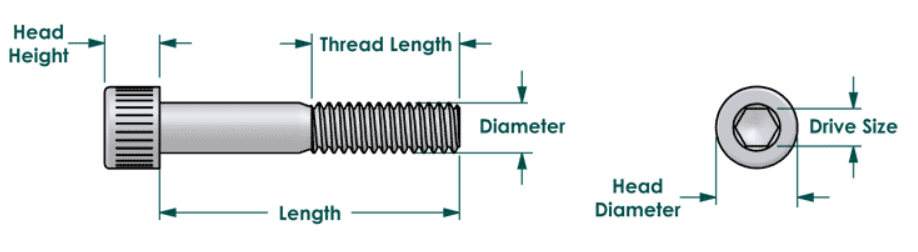 Head
Height
Thread Length
Diameter
Length
Drive Size
Head
Diameter